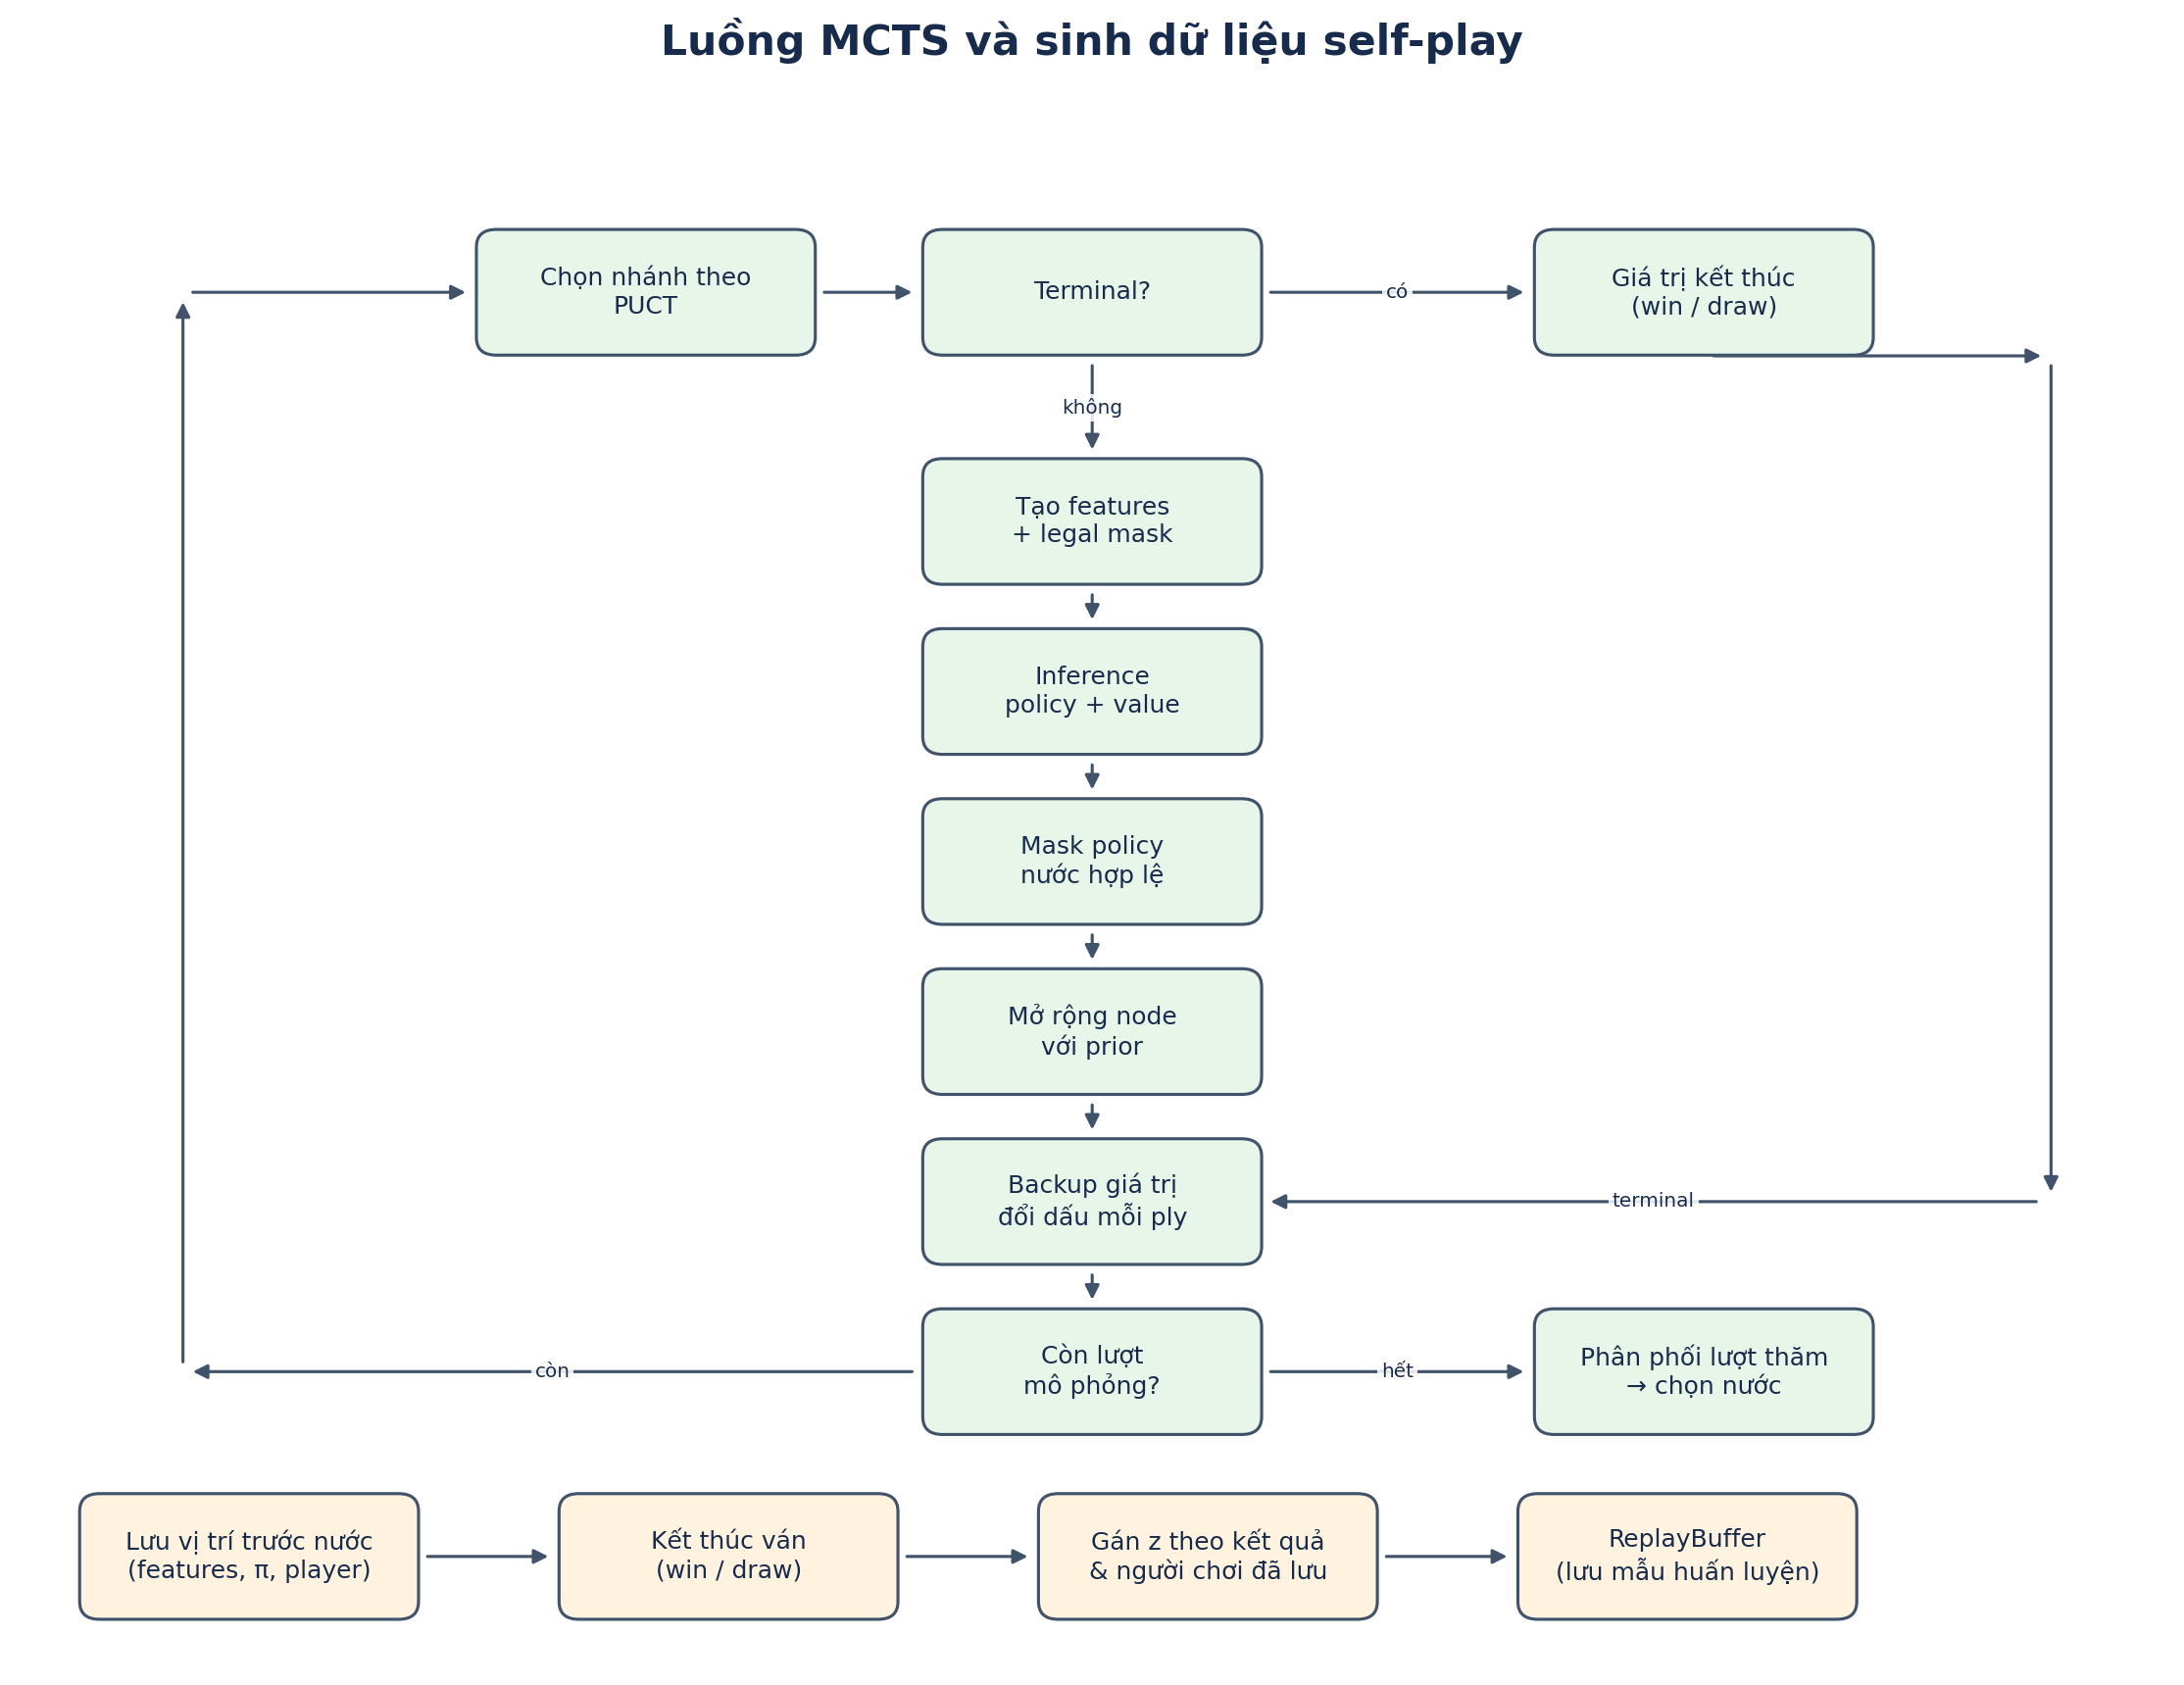 Luồng MCTS và sinh dữ liệu self-play
Chọn nhánh theo
PUCT
Terminal?
có
Giá trị kết thúc
(win / draw)
không
Tạo features
+ legal mask
Inference
policy + value
Mask policy
nước hợp lệ
Mở rộng node
với prior
Backup giá trị
đổi dấu mỗi ply
terminal
Còn lượt
mô phỏng?
còn
hết
Phân phối lượt thăm
→ chọn nước
Lưu vị trí trước nước
(features, π, player)
Kết thúc ván
(win / draw)
Gán z theo kết quả
& người chơi đã lưu
ReplayBuffer
(lưu mẫu huấn luyện)